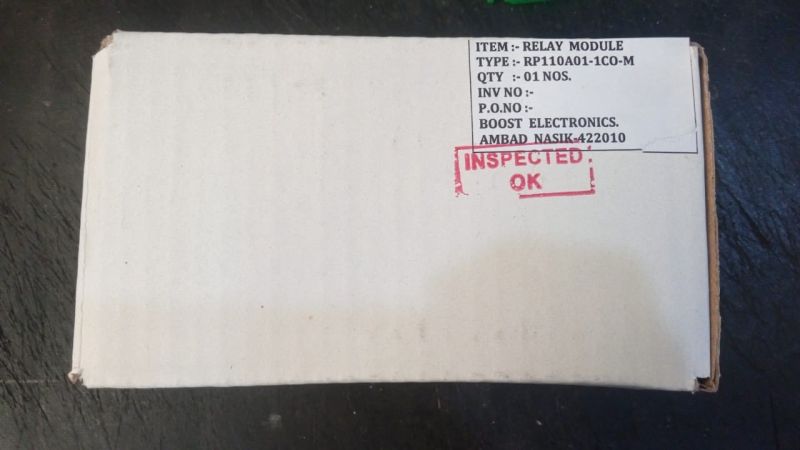 ITEM :- RELAY MODULE
TYPE :- RP110A01-1CO-M
QTY :- 01 NOS.
INV NO :-
P.O.NO :-
BOOST ELECTRONICS.
AMBAD NASIK-422010
INSPECTED
OK